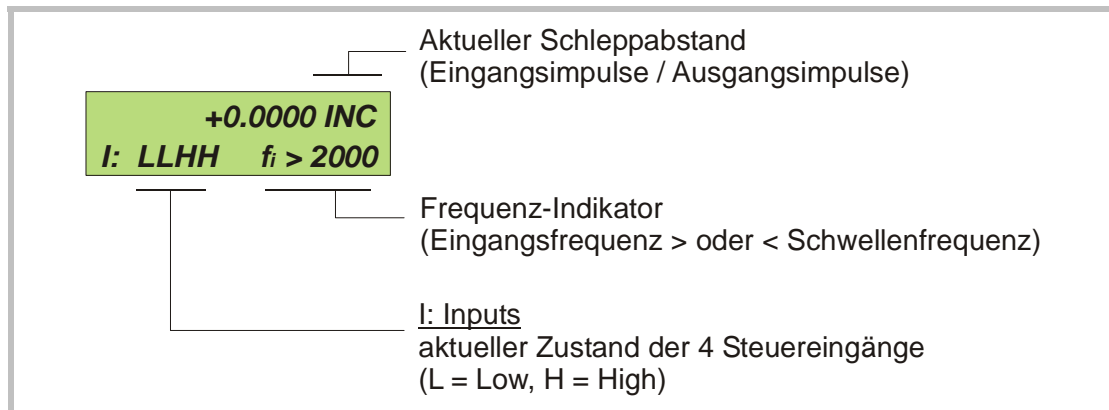 Aktueller Schleppabstand
(Eingangsimpulse / Ausgangsimpulse)
+0.0000 INC
I: LLHH fi > 2000
Frequenz-Indikator
(Eingangsfrequenz > oder < Schwellenfrequenz)
I: Inputs
aktueller Zustand der 4 Steuereingänge
(L = Low, H = High)